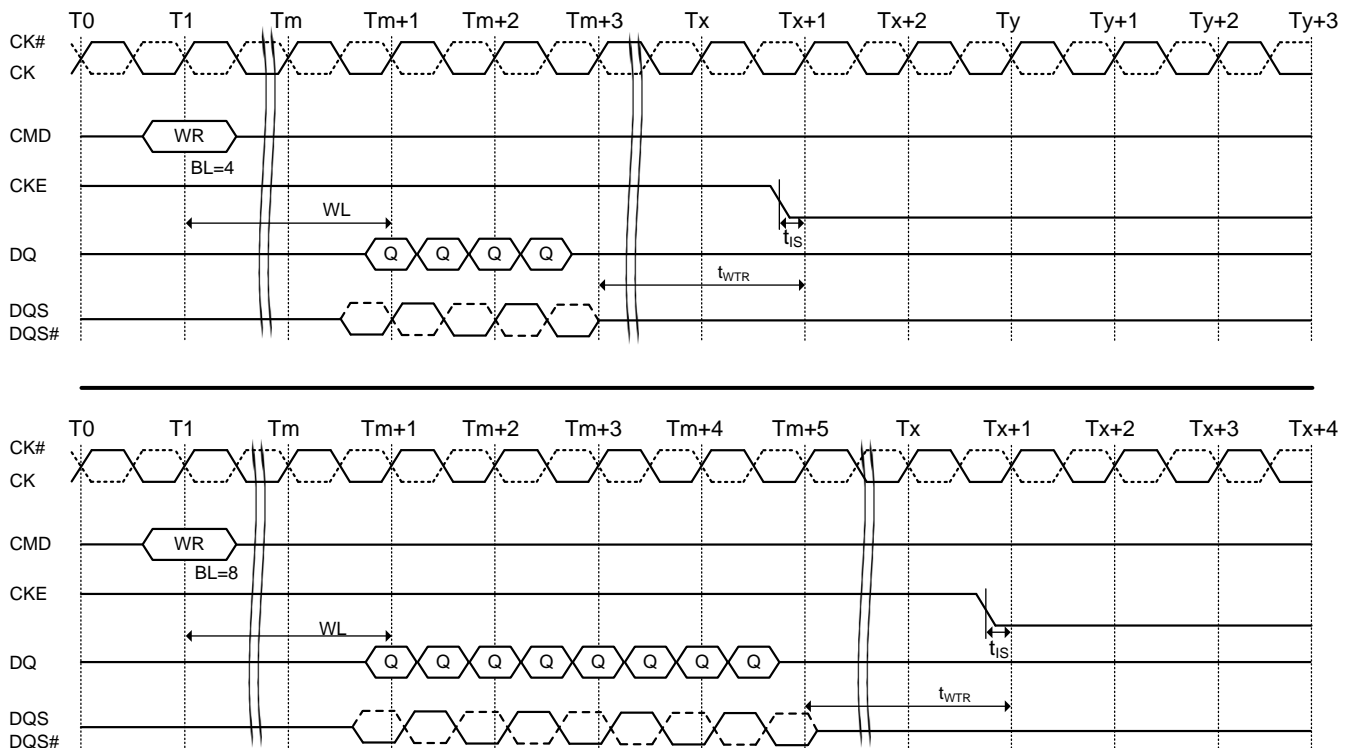 T0 T1 Tm Tm+1 Tm+2 Tm+3 Tx Tx+1 Tx+2 Ty Ty+1 Ty+2 Ty+3
CK#
CK
CMD WR
BL=4
CKE
WL
tIS
DQ Q Q Q Q
tWTR
DQS
DQS#
T0 T1 Tm Tm+1 Tm+2 Tm+3 Tm+4 Tm+5 Tx Tx+1 Tx+2 Tx+3 Tx+4
CK#
CK
CMD WR
BL=8
CKE
WL
tIS
DQ Q Q Q Q Q Q Q Q
tWTR
DQS
DQS#